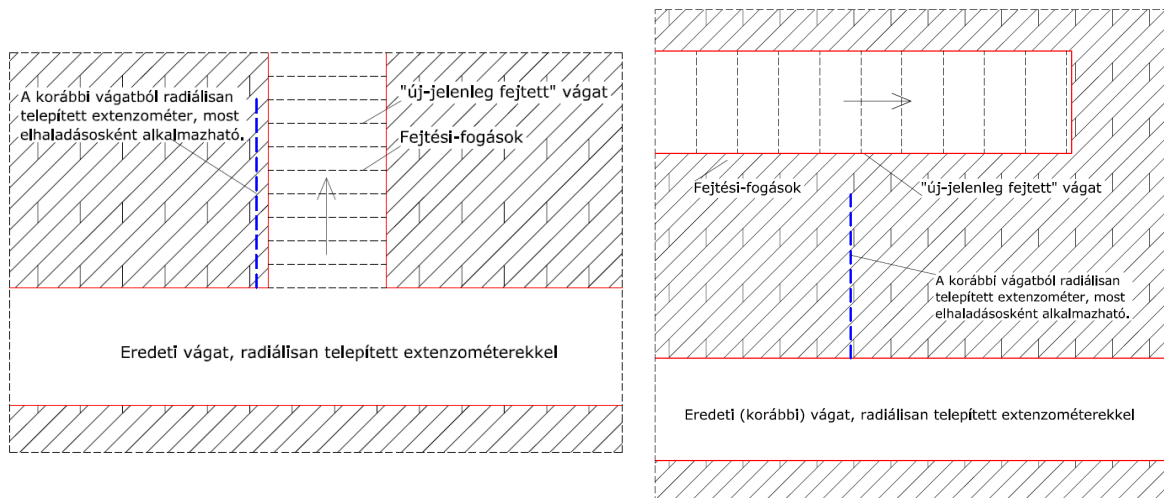 A korábbi vágatból radiálisan
telepített extenzométer, most
elhaladásosként alkalmazható.
"új-jelenleg fejtett" vágat
Fejtési-fogások
Eredeti vágat, radiálisan telepített extenzométerekkel
Fejtési-fogások
"új-jelenleg fejtett" vágat
A korábbi vágatból radiálisan
telepített extenzométer, most
elhaladásosként alkalmazható.
Eredeti (korábbi) vágat, radiálisan telepített extenzométerekkel